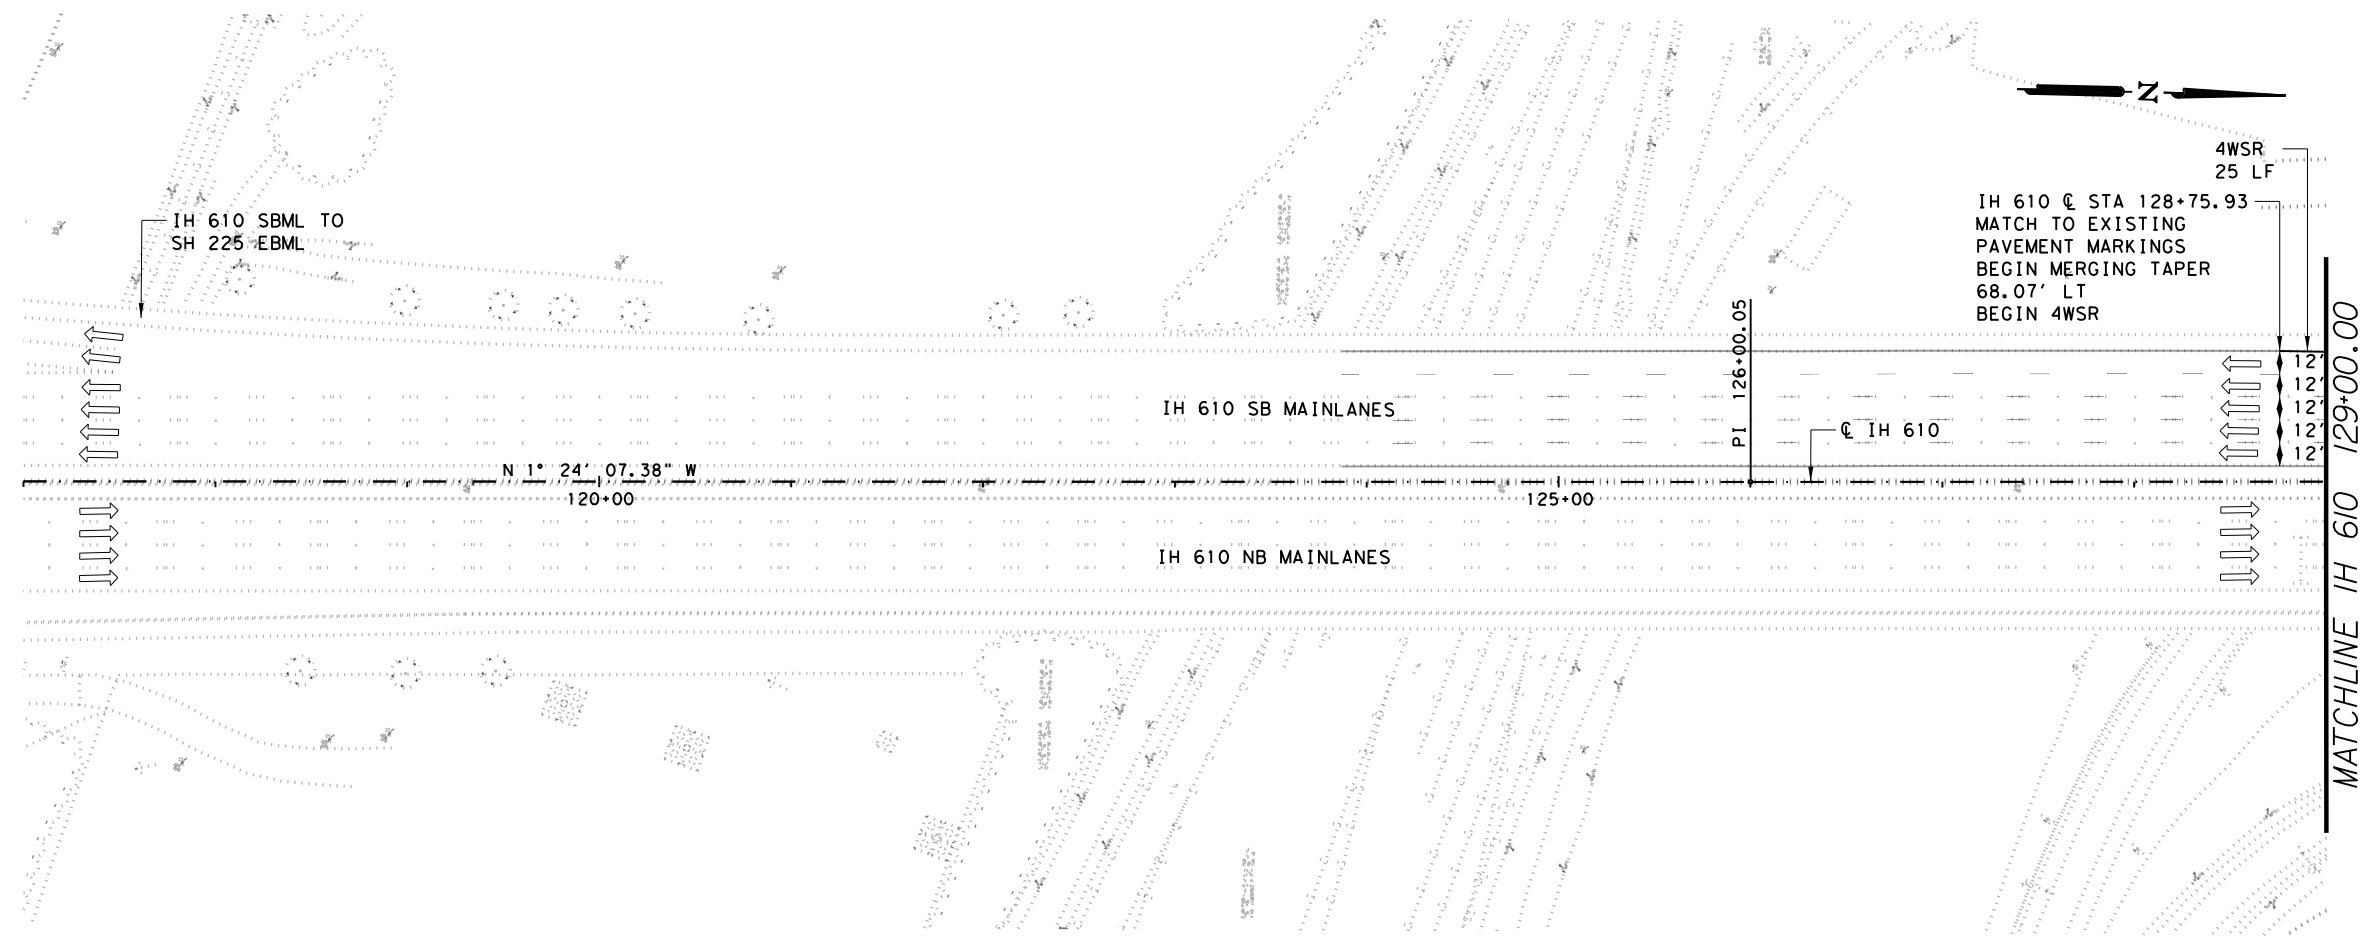 N
4WSR
25 LF
IH 610 ℄ STA 128+75.93
MATCH TO EXISTING
PAVEMENT MARKINGS
BEGIN MERGING TAPER
68.07' LT
BEGIN 4WSR
IH 610 SBML TO
SH 225 EBML
PI 126+00.05
12'
12'
12'
12'
12'
IH 610 SB MAINLANES
℄ IH 610
N 1° 24' 07.38" W
120+00
125+00
IH 610 NB MAINLANES
MATCHLINE IH 610 129+00.00